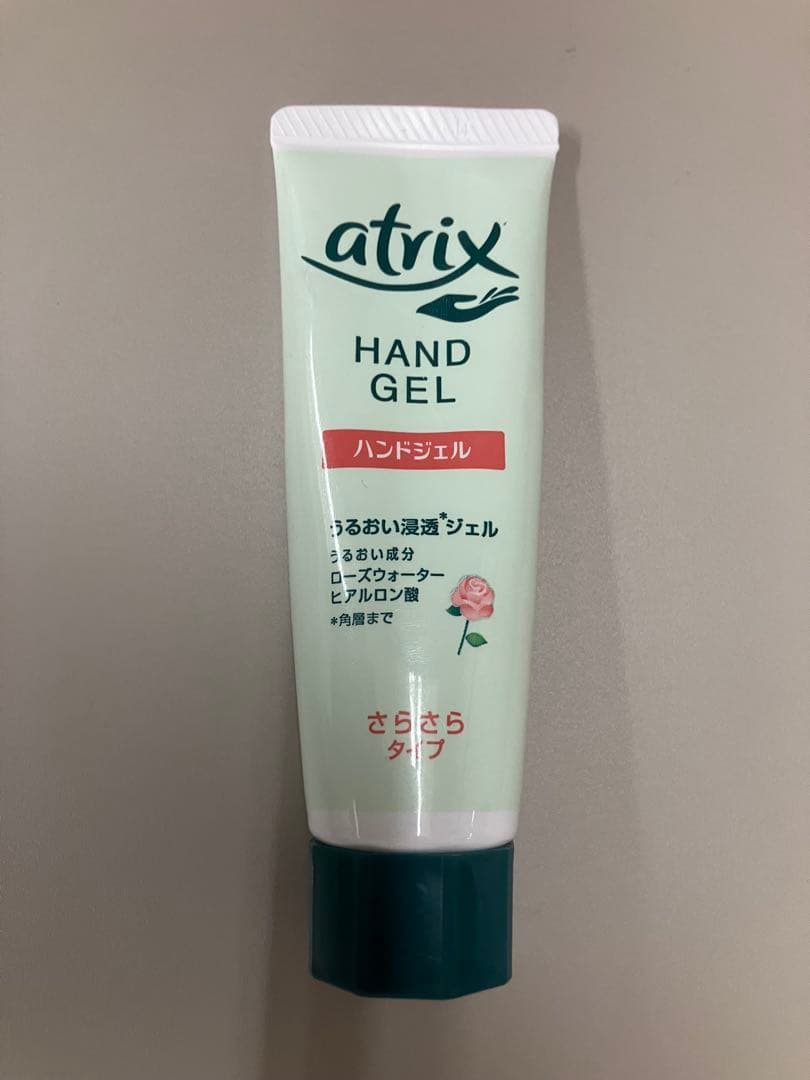 atrix
HAND
GEL
ハンドジェル
うるおい浸透*ジェル
うるおい成分
ローズウォーター
ヒアルロン酸
*角層まで
さらさら
タイプ